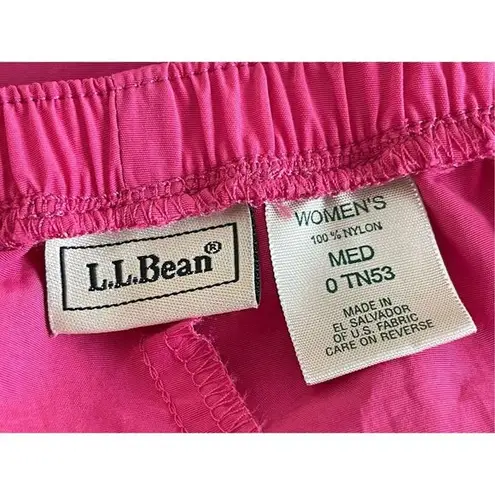 L.L.Bean®
WOMEN'S
100% NYLON
MED
0 TN53
MADE IN
EL SALVADOR
OF U.S. FABRIC
CARE ON REVERSE